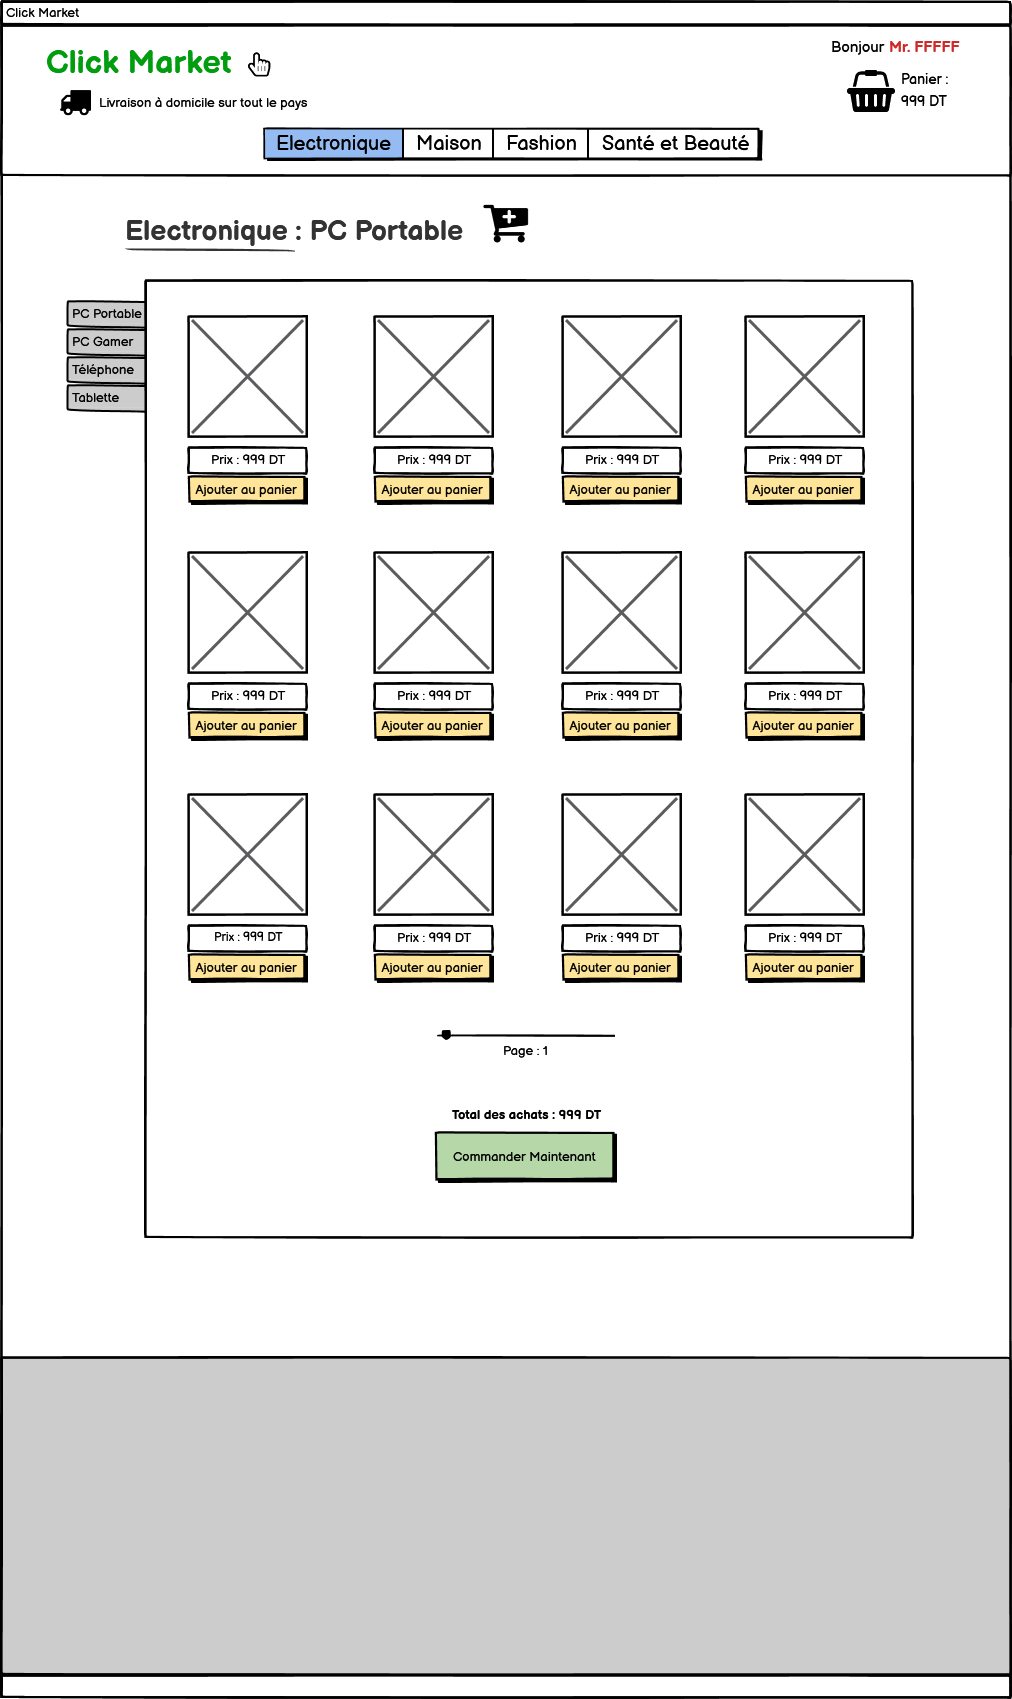 Click Market
Click Market
Bonjour Mr. FFFFF
Panier :
999 DT
Livraison à domicile sur tout le pays
Electronique Maison Fashion Santé et Beauté
Electronique : PC Portable
PC Portable
PC Gamer
Téléphone
Tablette
Prix : 999 DT Prix : 999 DT Prix : 999 DT Prix : 999 DT
Ajouter au panier Ajouter au panier Ajouter au panier Ajouter au panier
Prix : 999 DT Prix : 999 DT Prix : 999 DT Prix : 999 DT
Ajouter au panier Ajouter au panier Ajouter au panier Ajouter au panier
Prix : 999 DT Prix : 999 DT Prix : 999 DT Prix : 999 DT
Ajouter au panier Ajouter au panier Ajouter au panier Ajouter au panier
Page : 1
Total des achats : 999 DT
Commander Maintenant